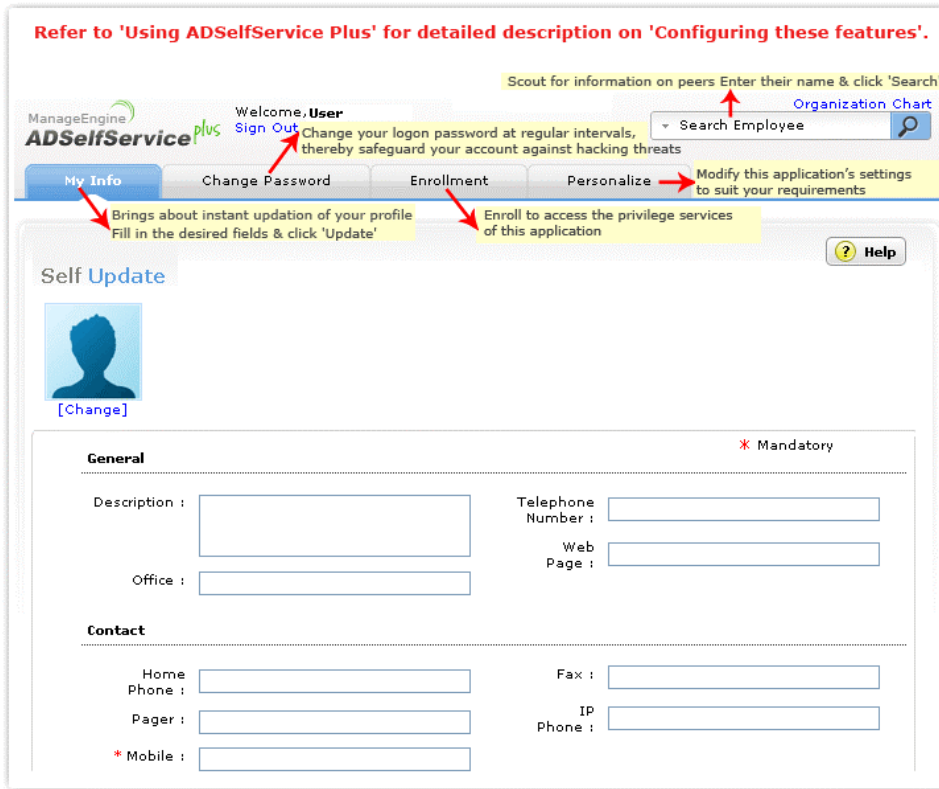 Refer to 'Using ADSelfService Plus' for detailed description on 'Configuring these features'.
Scout for information on peers Enter their name & click 'Search'
Organization Chart
ManageEngine
ADSelfService plus
Welcome, User
Sign Out
Change your logon password at regular intervals,
thereby safeguard your account against hacking threats
Search Employee
My Info
Change Password
Enrollment
Personalize
Modify this application's settings
to suit your requirements
Brings about instant updation of your profile
Fill in the desired fields & click 'Update'
Enroll to access the privilege services
of this application
? Help
Self Update
[Change]
* Mandatory
General
Description :
Telephone
Number :
Web
Page :
Office :
Contact
Home
Phone :
Fax :
Pager :
IP
Phone :
* Mobile :